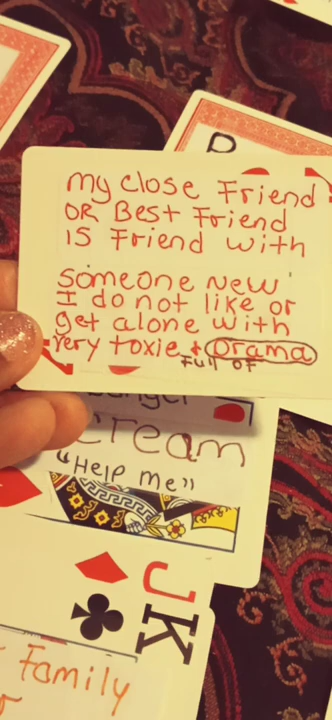 my close Friend
OR Best Friend
IS Friend with
someone new
I do not like or
get alone with
very toxic + Drama
Full of
cream
"Help me"
J
K
Family